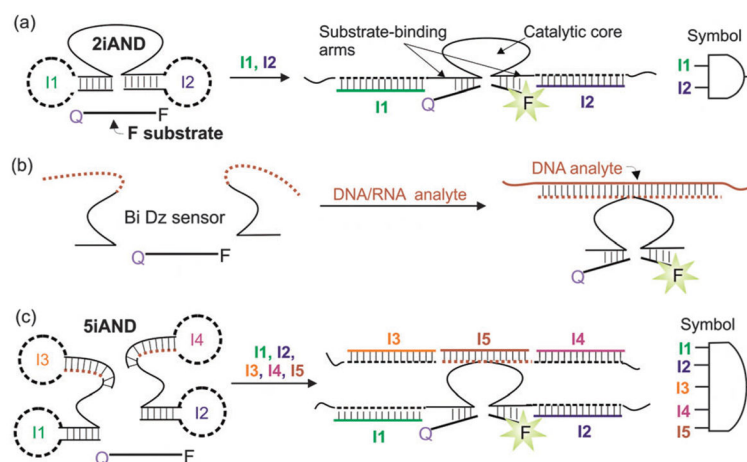 (a)
2iAND
I1
I2
Q
F
F substrate
I1, I2
Substrate-binding
arms
Catalytic core
I1
Q
F
I2
Symbol
I1
I2
(b)
Bi Dz sensor
Q
F
DNA/RNA analyte
DNA analyte
Q
F
(c)
5iAND
I3
I4
I1
I2
Q
F
I1, I2,
I3, I4, I5
I3
I5
I4
I1
Q
F
I2
Symbol
I1
I2
I3
I4
I5